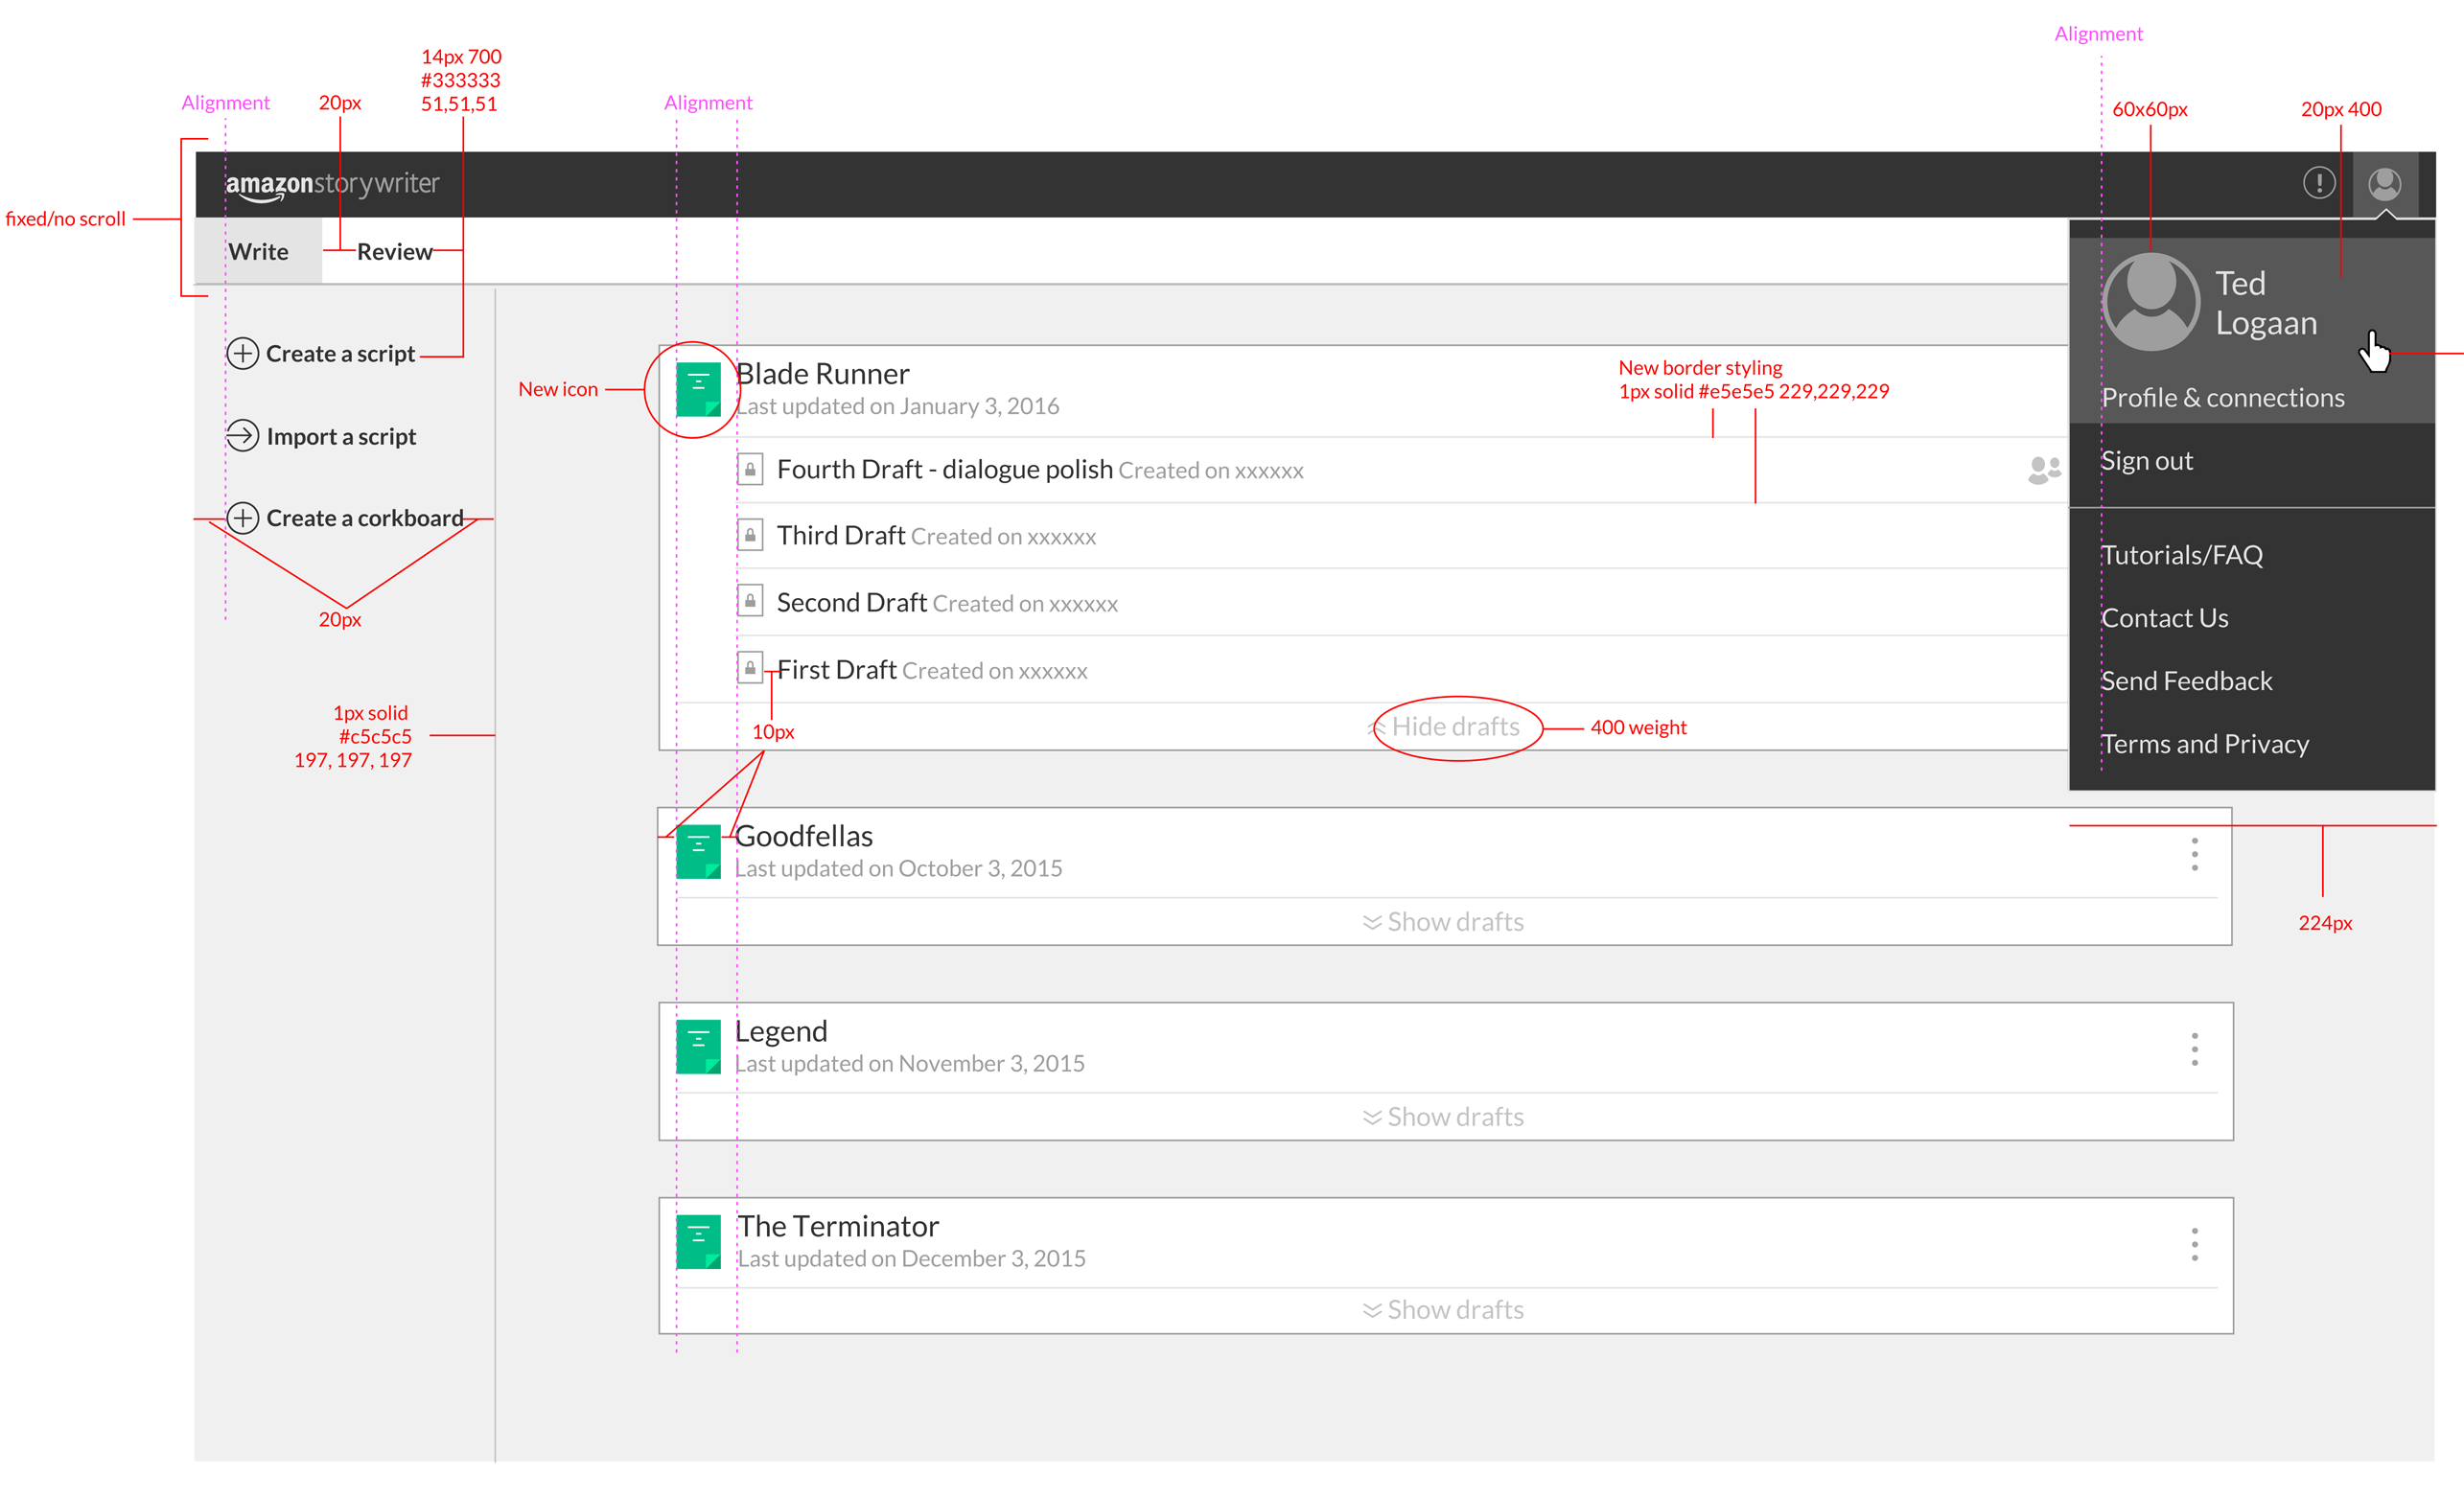 Alignment
14px 700
#333333
51,51,51
Alignment
20px
Alignment
60x60px
20px 400
amazonstorywriter
fixed/no scroll
Write
Review
Ted
Logaan
Profile & connections
Sign out
Tutorials/FAQ
Contact Us
Send Feedback
Terms and Privacy
Create a script
Import a script
Create a corkboard
20px
1px solid
#c5c5c5
197, 197, 197
New icon
Blade Runner
Last updated on January 3, 2016
New border styling
1px solid #e5e5e5 229,229,229
Fourth Draft - dialogue polish Created on xxxxxx
Third Draft Created on xxxxxx
Second Draft Created on xxxxxx
First Draft Created on xxxxxx
10px
Hide drafts
400 weight
Goodfellas
Last updated on October 3, 2015
Show drafts
224px
Legend
Last updated on November 3, 2015
Show drafts
The Terminator
Last updated on December 3, 2015
Show drafts